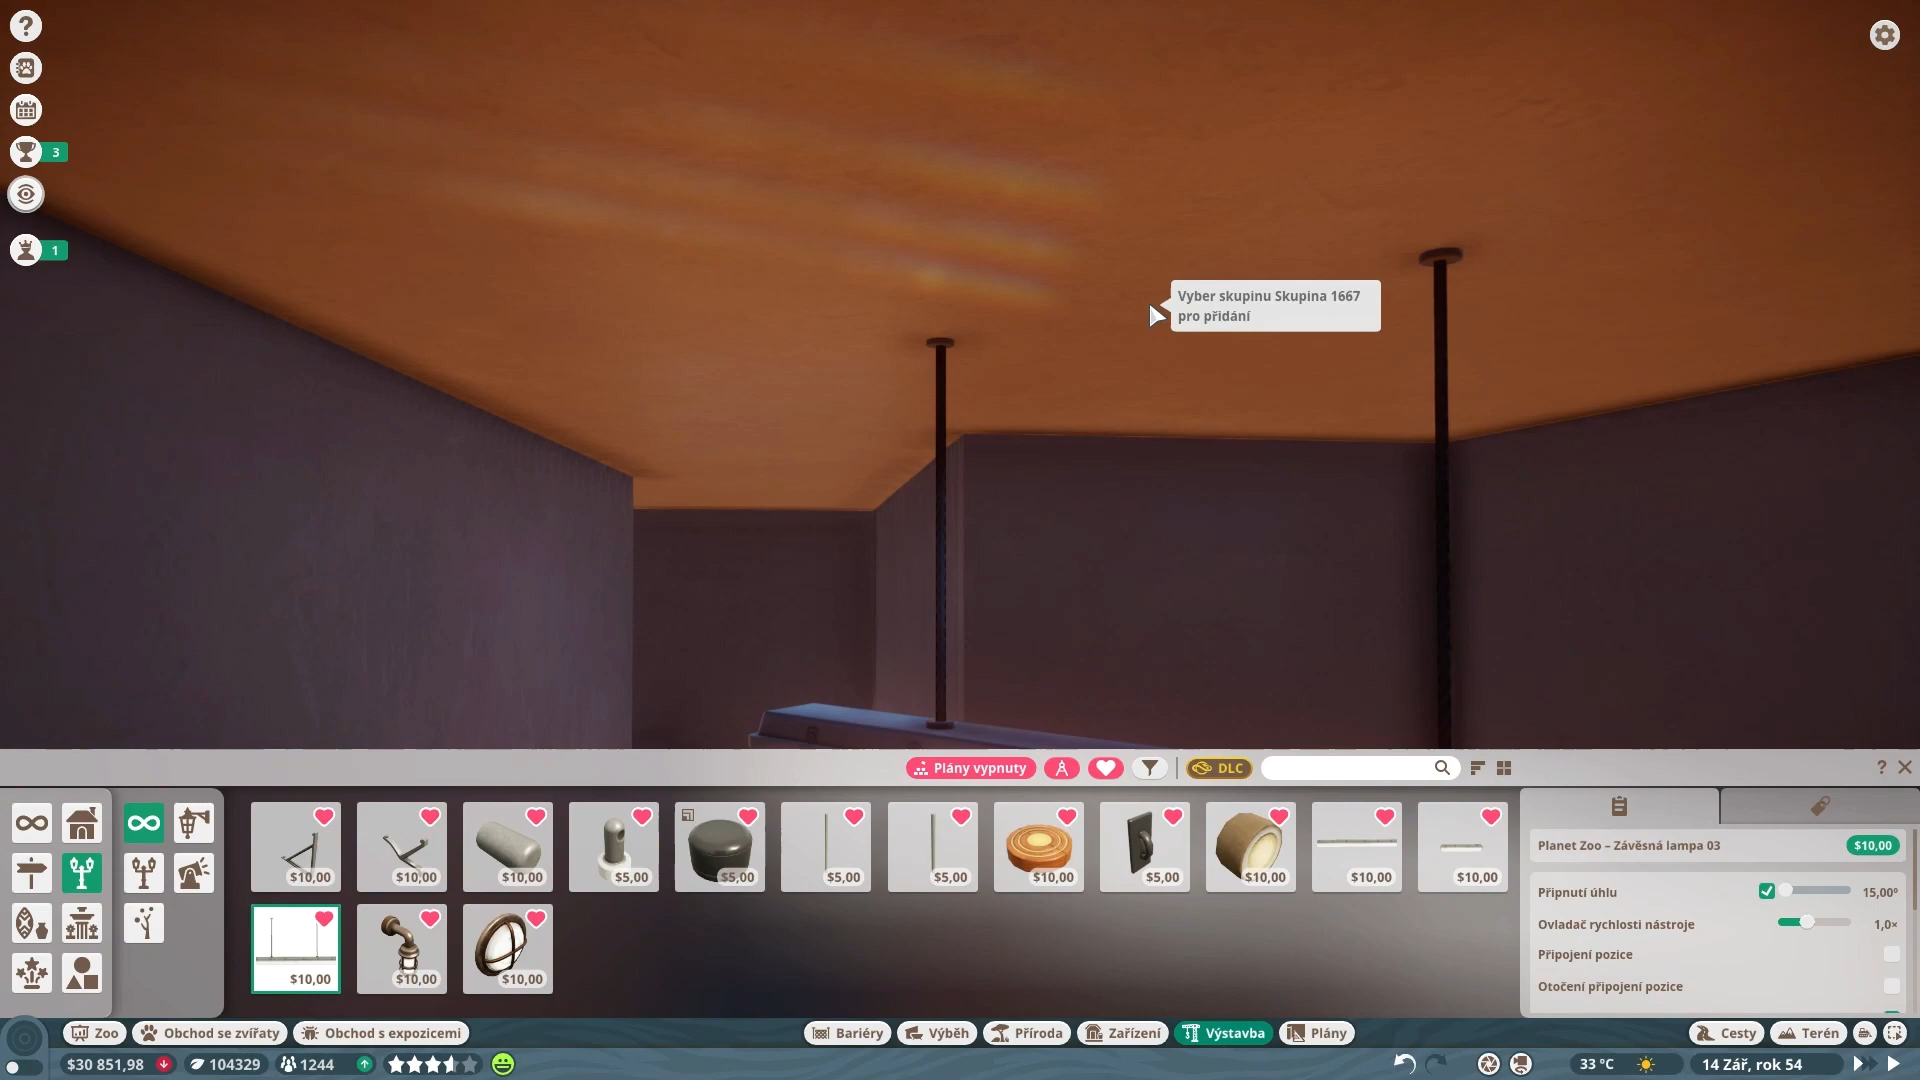 3
1
Vyber skupinu Skupina 1667
pro přidání
Plány vypnuty
DLC
?
$10,00
$10,00
$10,00
$5,00
$5,00
$5,00
$5,00
$10,00
$5,00
$10,00
$10,00
$10,00
$10,00
$10,00
$10,00
Planet Zoo – Závěsná lampa 03
$10,00
Připnutí úhlu
15,00°
Ovladač rychlosti nástroje
1,0×
Připojení pozice
Otočení připojení pozice
Zoo
Obchod se zvířaty
Obchod s expozicemi
Bariéry
Výběh
Příroda
Zařízení
Výstavba
Plány
Cesty
Terén
$30 851,98
104329
1244
33 °C
14 Zář, rok 54